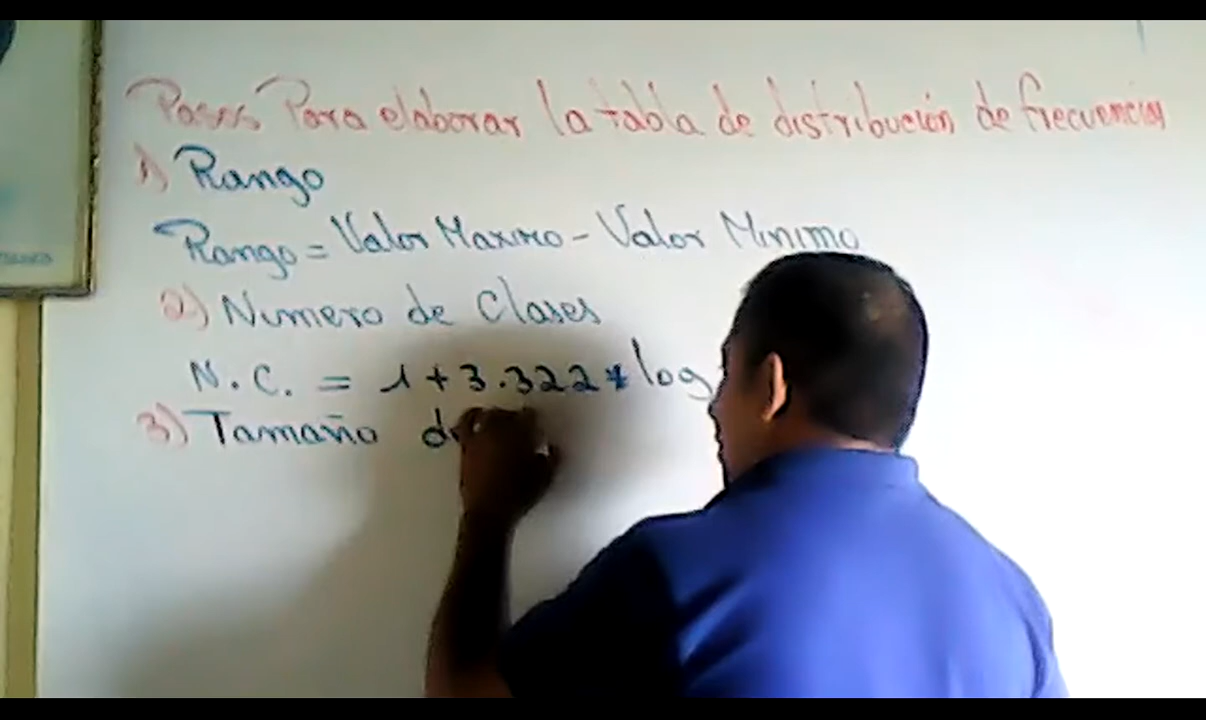 Pasos Para elaborar la tabla de distribución de frecuencias
1) Rango
Rango = Valor Maximo - Valor Minimo
2) Numero de Clases
N.C. = 1+3.322* log
3) Tamaño de